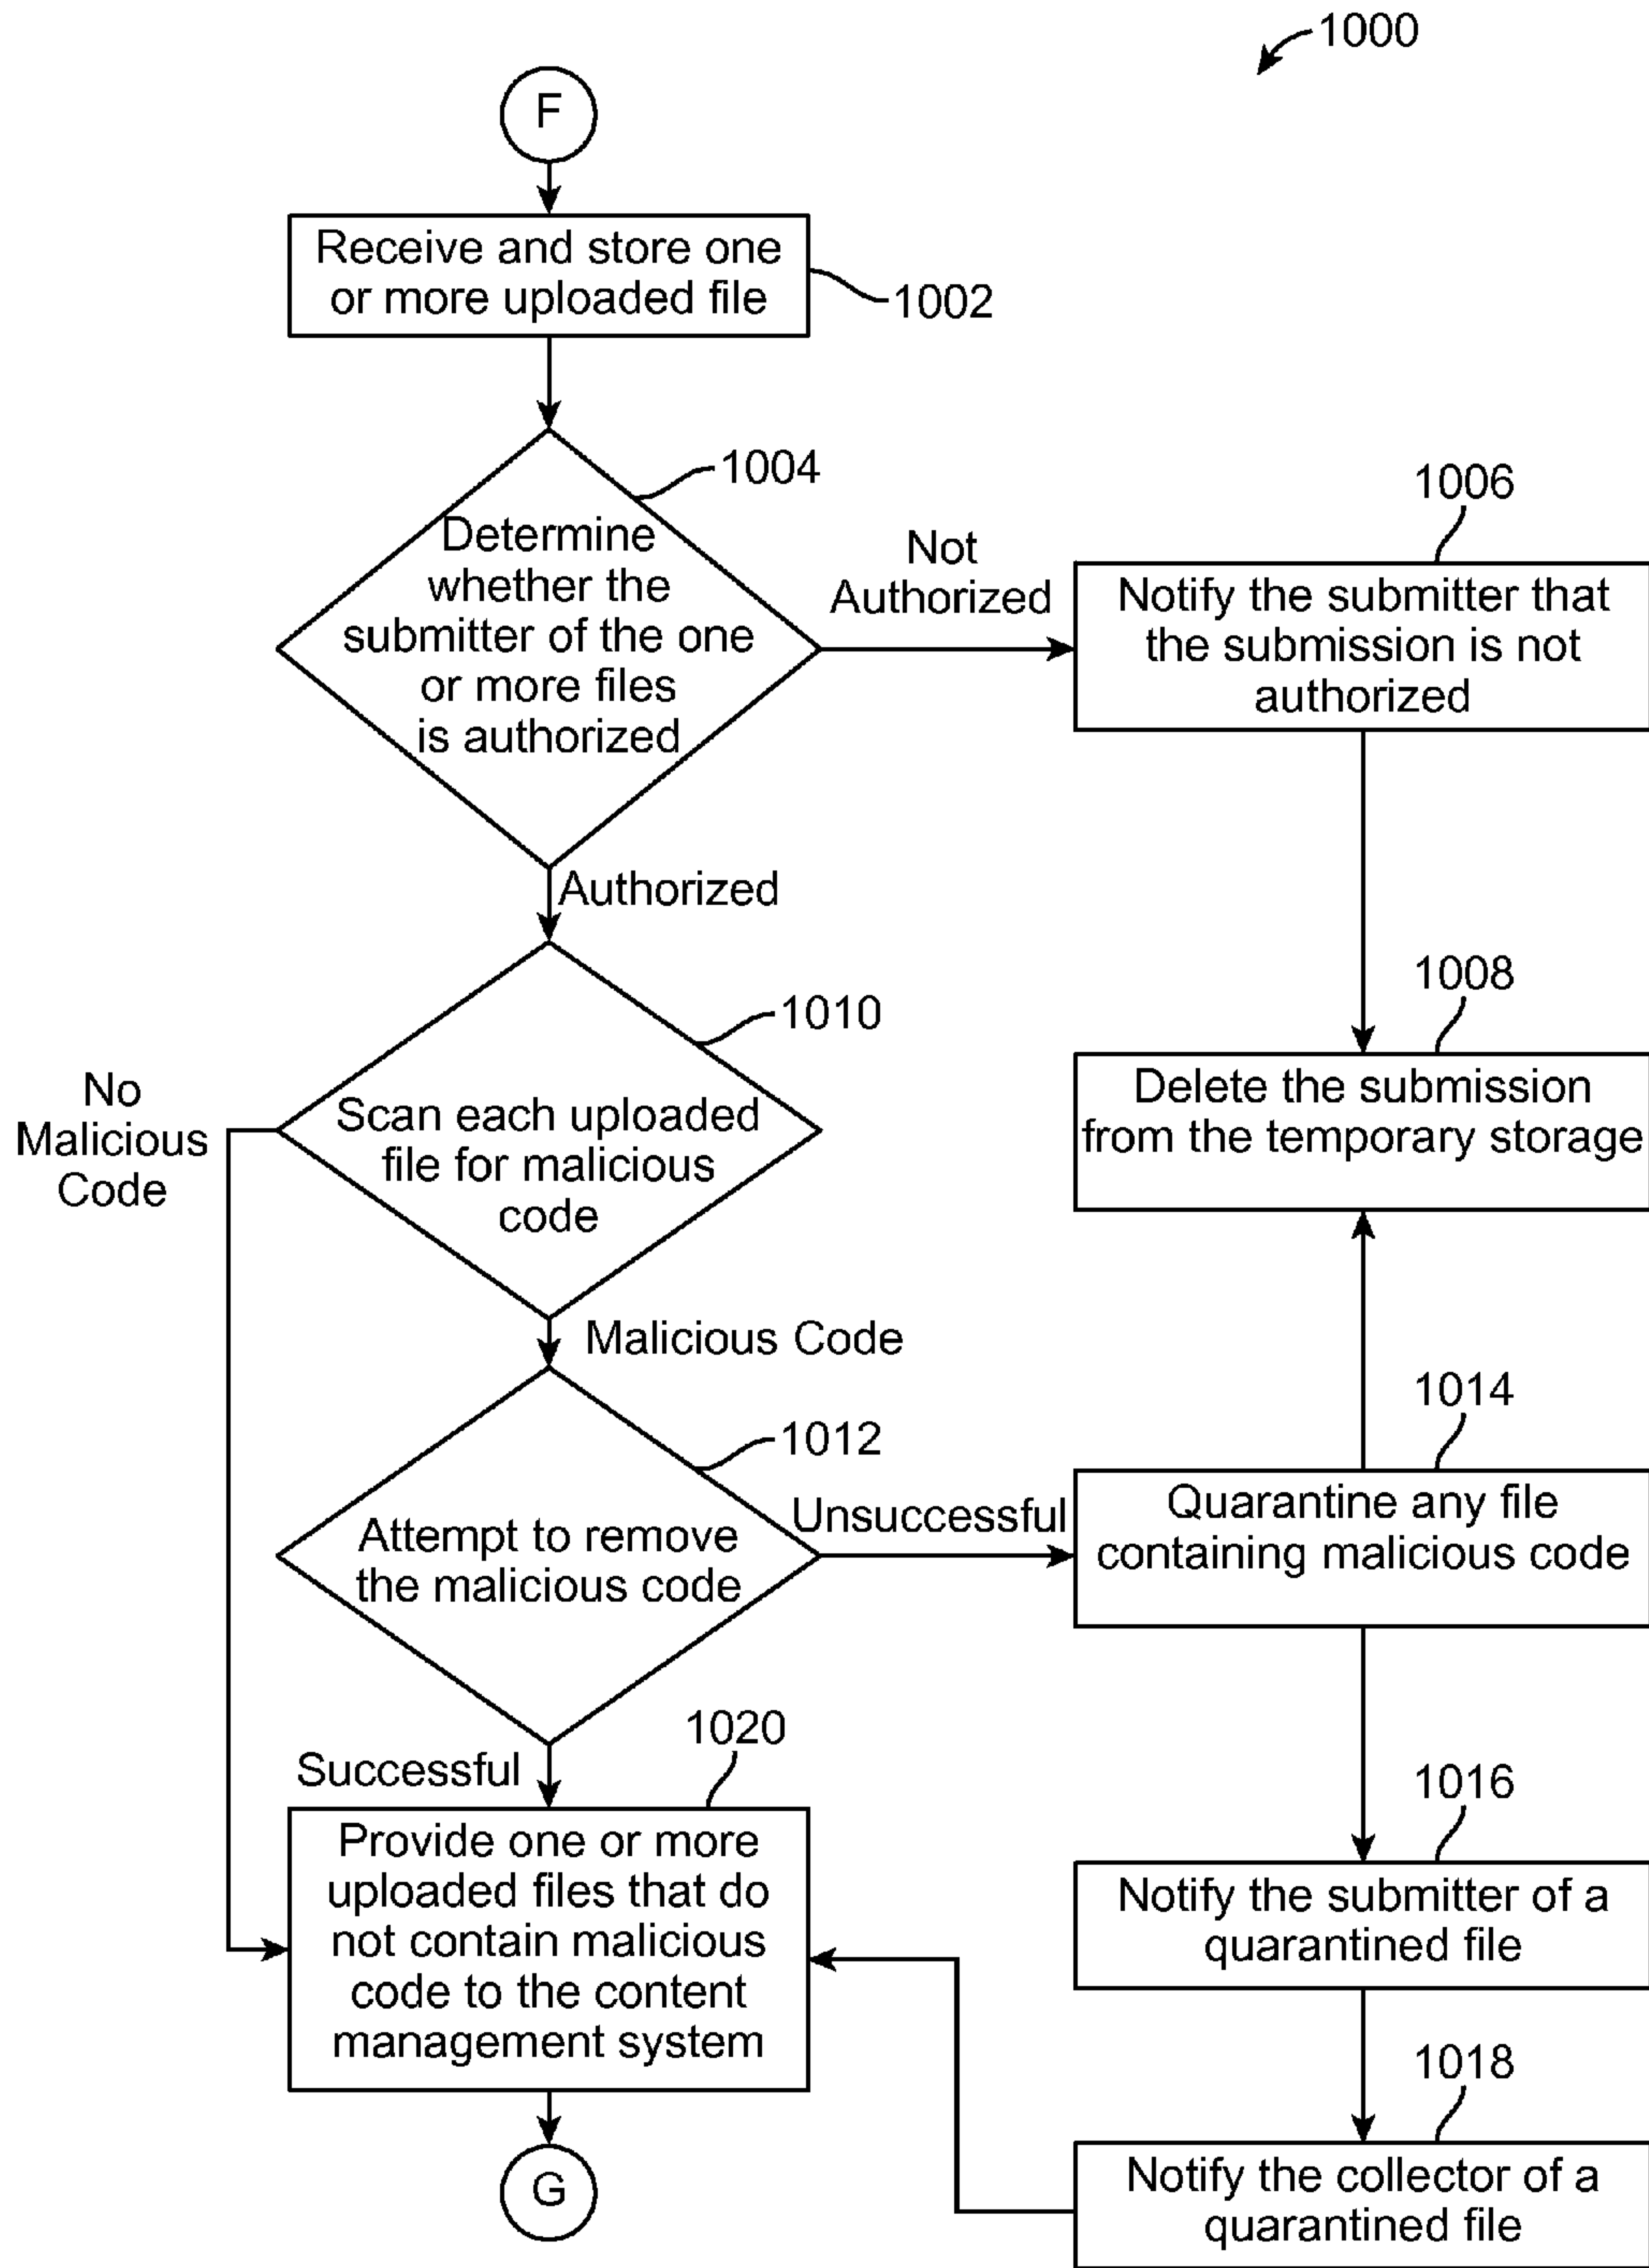 1000
F
Receive and store one
or more uploaded file
1002
1004
Determine
whether the
submitter of the one
or more files
is authorized
Not
Authorized
1006
Notify the submitter that
the submission is not
authorized
Authorized
1008
Delete the submission
from the temporary storage
1010
Scan each uploaded
file for malicious
code
No
Malicious
Code
Malicious Code
1012
Attempt to remove
the malicious code
Unsuccessful
1014
Quarantine any file
containing malicious code
Successful
1020
Provide one or more
uploaded files that do
not contain malicious
code to the content
management system
1016
Notify the submitter of a
quarantined file
1018
Notify the collector of a
quarantined file
G